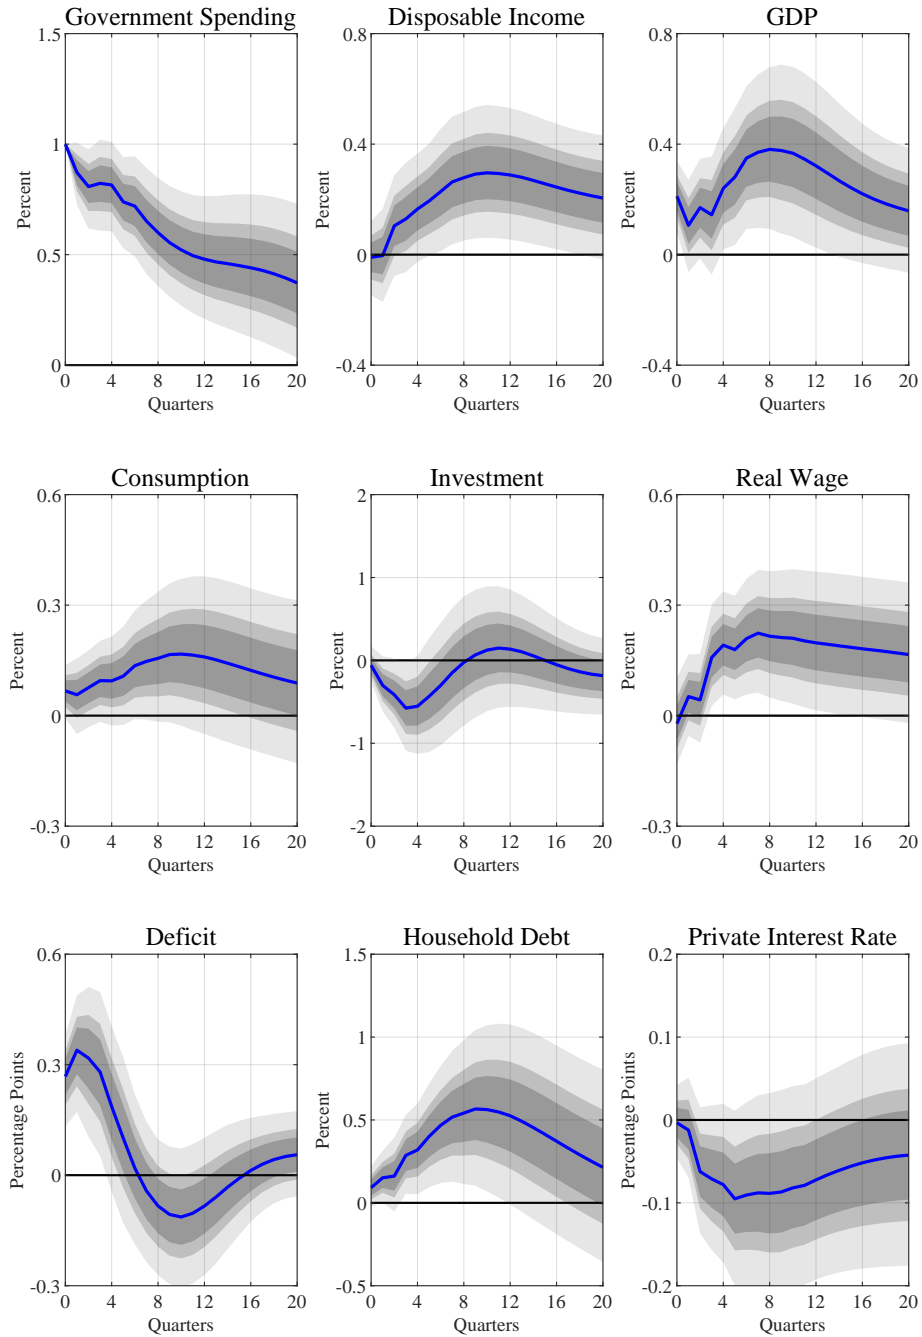 Government Spending Disposable Income GDP
1.5 0.8 0.8
1 0.4 0.4
Percent Percent Percent
0.5 0 0
0 -0.4 -0.4
0 4 8 12 16 20 0 4 8 12 16 20 0 4 8 12 16 20
Quarters Quarters Quarters
Consumption Investment Real Wage
0.6 2 0.6
1
0.3 0.3
Percent Percent Percent
0 0 0
-1
-0.3 -2 -0.3
0 4 8 12 16 20 0 4 8 12 16 20 0 4 8 12 16 20
Quarters Quarters Quarters
Deficit Household Debt Private Interest Rate
0.6 1.5 0.2
1 0.1
0.3
Percentage Points Percent Percentage Points
0.5 0
0
0 -0.1
-0.3 -0.5 -0.2
0 4 8 12 16 20 0 4 8 12 16 20 0 4 8 12 16 20
Quarters Quarters Quarters